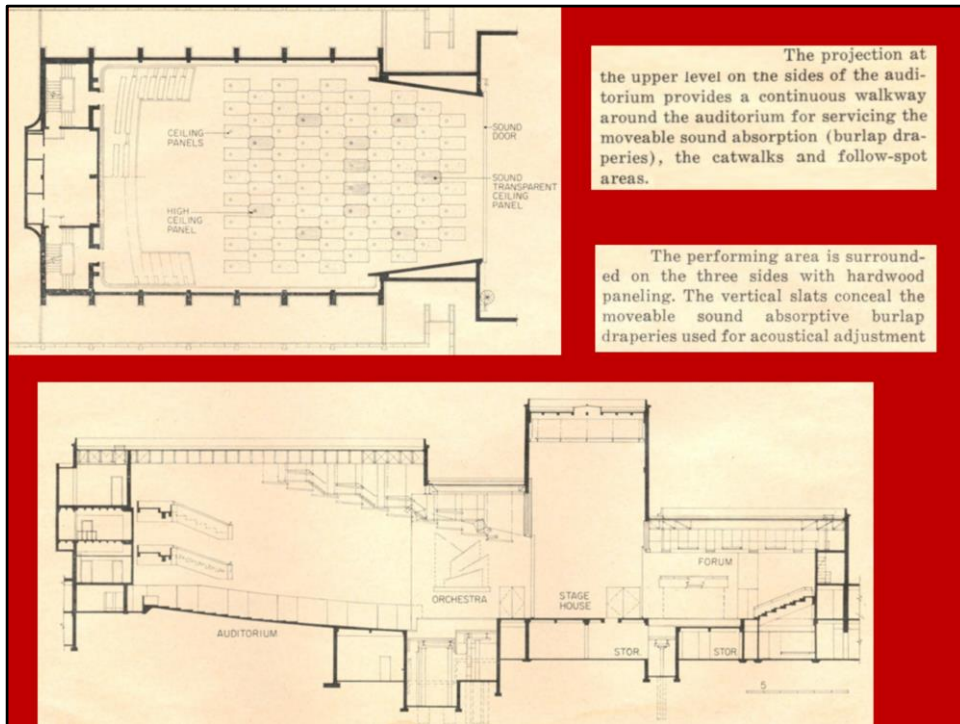 CEILING
PANELS
HIGH
CEILING
PANEL
SOUND
DOOR
SOUND
TRANSPARENT
CEILING
PANEL
The projection at
the upper level on the sides of the audi-
torium provides a continuous walkway
around the auditorium for servicing the
moveable sound absorption (burlap dra-
peries), the catwalks and follow-spot
areas.
The performing area is surround-
ed on the three sides with hardwood
paneling. The vertical slats conceal the
moveable sound absorptive burlap
draperies used for acoustical adjustment
AUDITORIUM
ORCHESTRA
STAGE
HOUSE
FORUM
STOR.
STOR
5